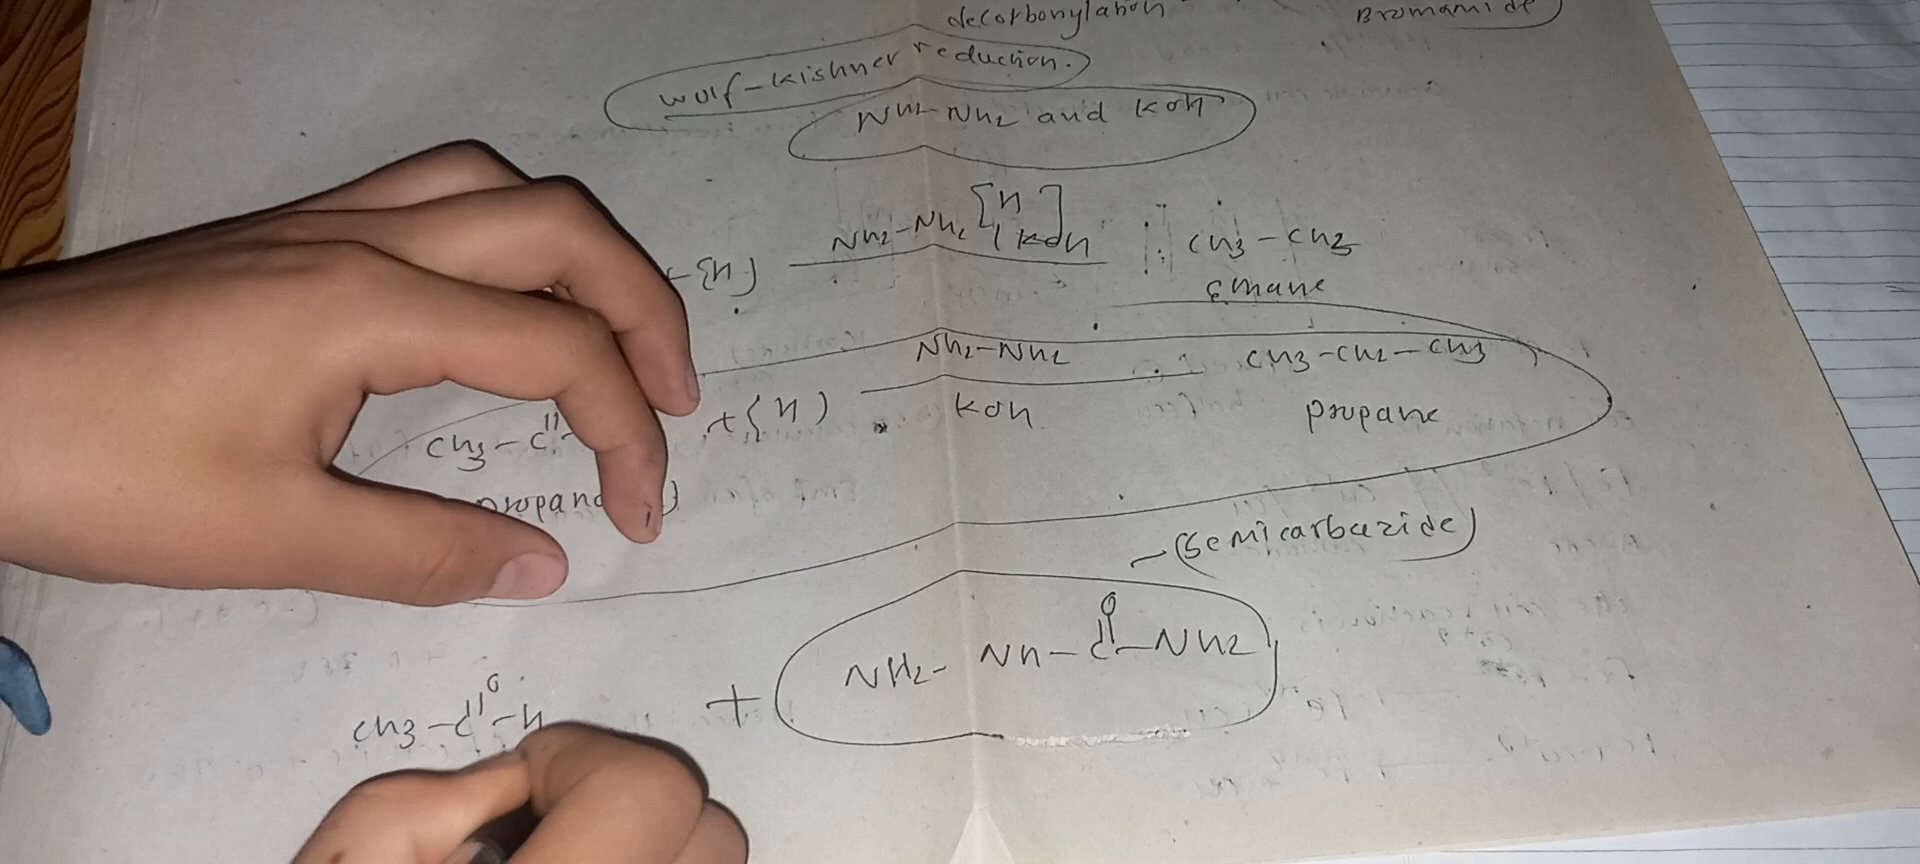 decarbonylation
Bromamide
wolf-kishner reduction.
NH2-NH2 and KOH
{H} NH2-NH2 [H] KOH CH3-CH3
Ethane
CH3-C +{H} NH2-NH2 CH3-CH2-CH3
KOH propane
propan
(semicarbazide)
CH3-C-H O + NH2-NH-C-NH2 O